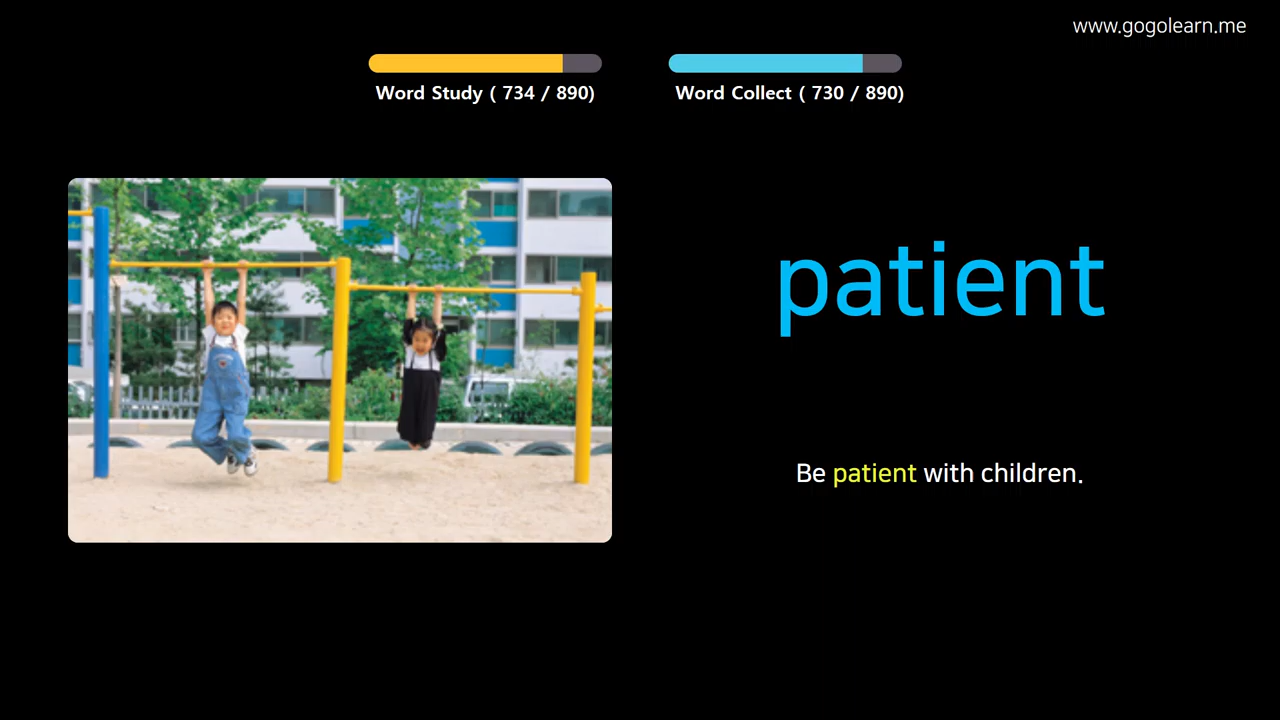 www.gogolearn.me
Word Study ( 734 / 890)
Word Collect ( 730 / 890)
patient
Be patient with children.